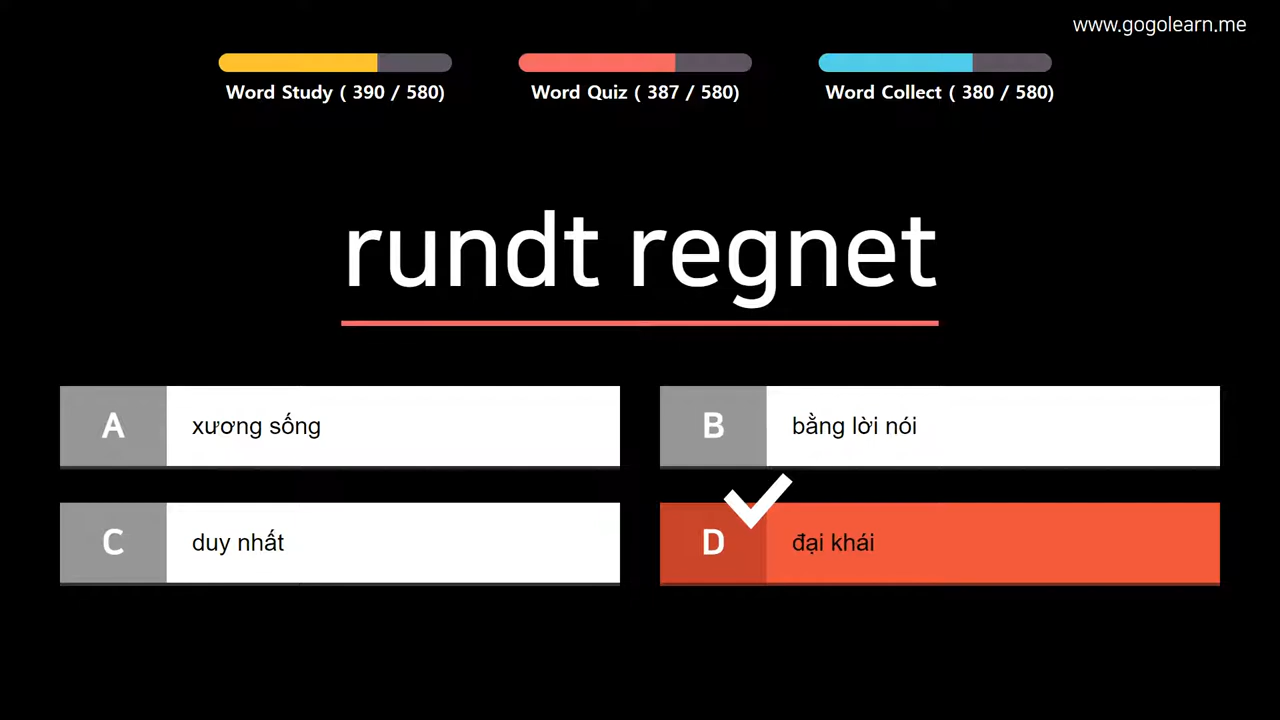 www.gogolearn.me
Word Study ( 390 / 580)
Word Quiz ( 387 / 580)
Word Collect ( 380 / 580)
rundt regnet
A
xương sống
B
bằng lời nói
C
duy nhất
D
đại khái